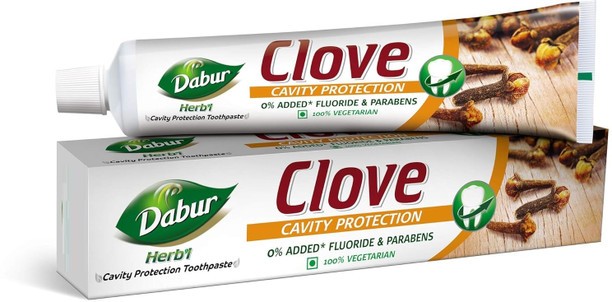 Dabur
Herb'l
Cavity Protection Toothpaste
Clove
CAVITY PROTECTION
0% ADDED* FLUORIDE & PARABENS
100% VEGETARIAN
Dabur
Herb'l
Cavity Protection Toothpaste
Clove
CAVITY PROTECTION
0% ADDED* FLUORIDE & PARABENS
100% VEGETARIAN